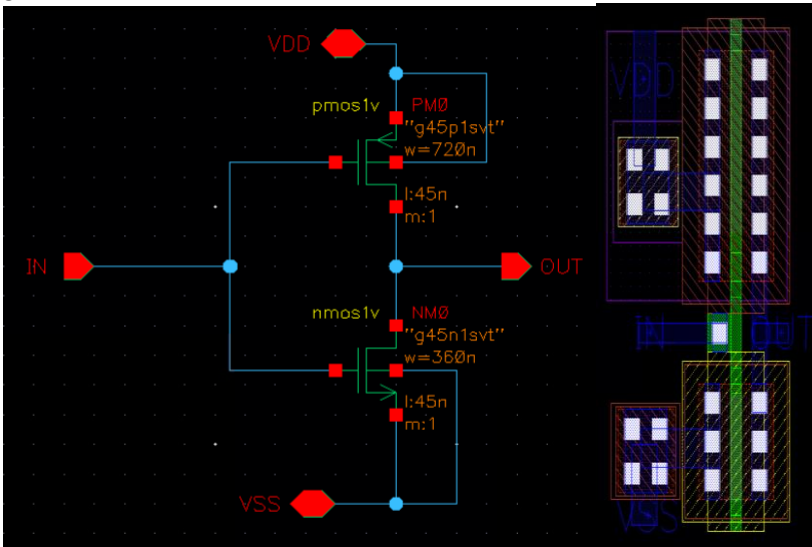 VDD
pmos1v
PM0
"g45p1svt"
w=720n
l:45n
m:1
IN
OUT
nmos1v
NM0
"g45n1svt"
w=360n
l:45n
m:1
VSS
VDD
IN
OUT
VSS